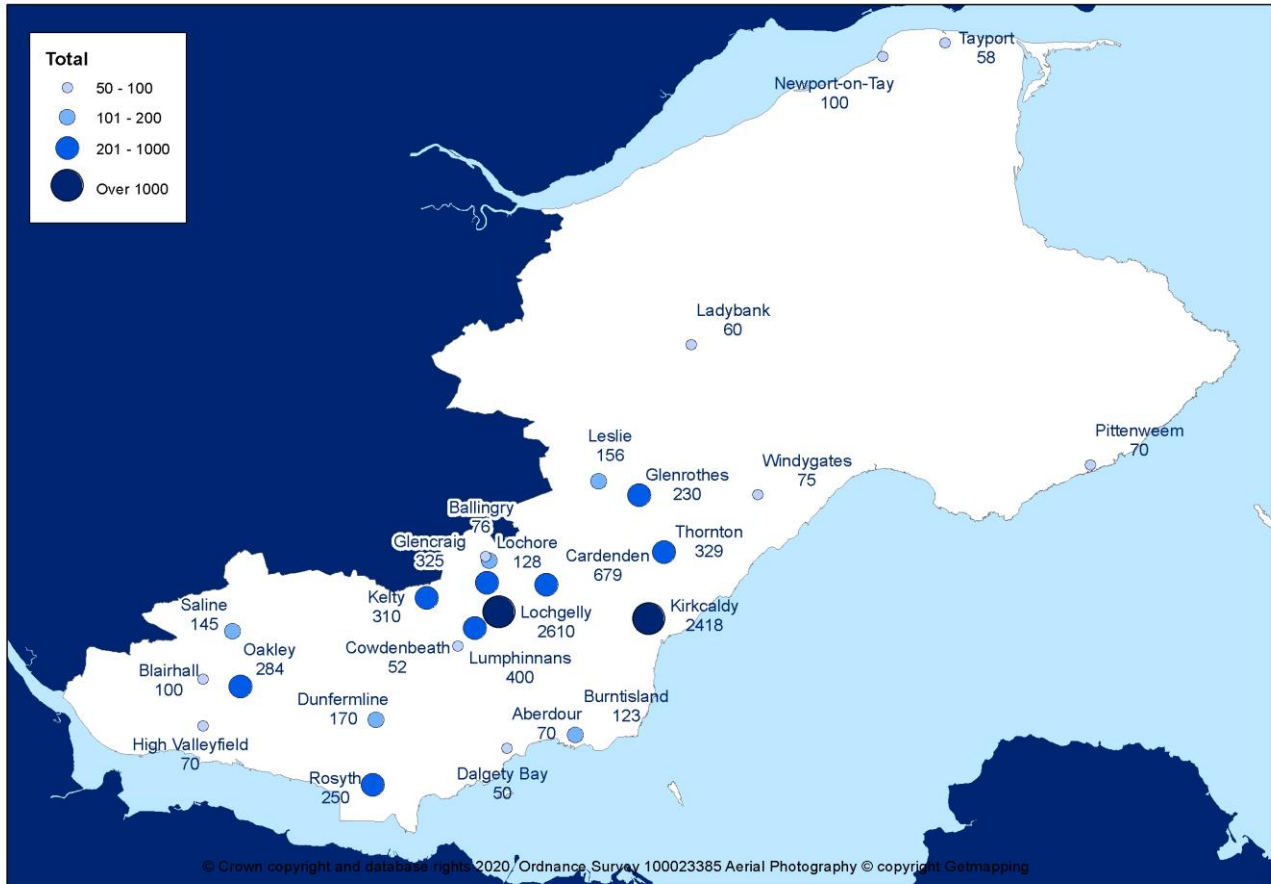 Total
50 - 100
101 - 200
201 - 1000
Over 1000
Tayport
58
Newport-on-Tay
100
Ladybank
60
Pittenweem
70
Leslie
156
Windygates
75
Glenrothes
230
Ballingry
76
Thornton
329
Glencraig
325
Lochore
128
Cardenden
679
Kelty
310
Saline
145
Lochgelly
2610
Kirkcaldy
2418
Oakley
284
Cowdenbeath
52
Lumphinnans
400
Blairhall
100
Dunfermline
170
Burntisland
123
Aberdour
70
High Valleyfield
70
Rosyth
250
Dalgety Bay
50
© Crown copyright and database rights 2020. Ordnance Survey 100023385 Aerial Photography © copyright Getmapping